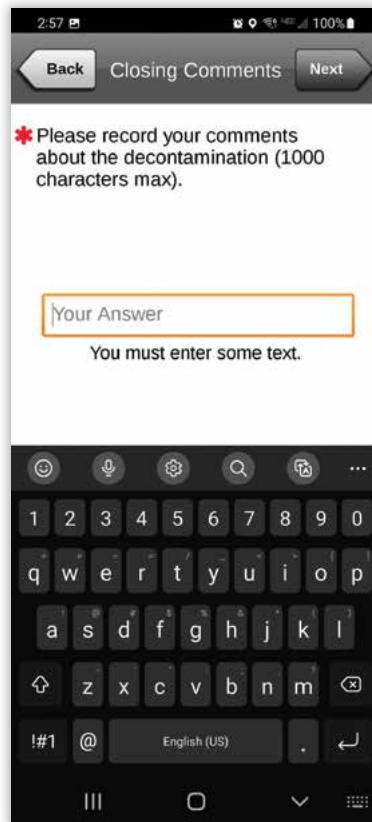 2:57 100%
Back Closing Comments Next
* Please record your comments
about the decontamination (1000
characters max).
Your Answer
You must enter some text.
1 2 3 4 5 6 7 8 9 0
q w e r t y u i o p
a s d f g h j k l
z x c v b n m
!#1 @ English (US) .